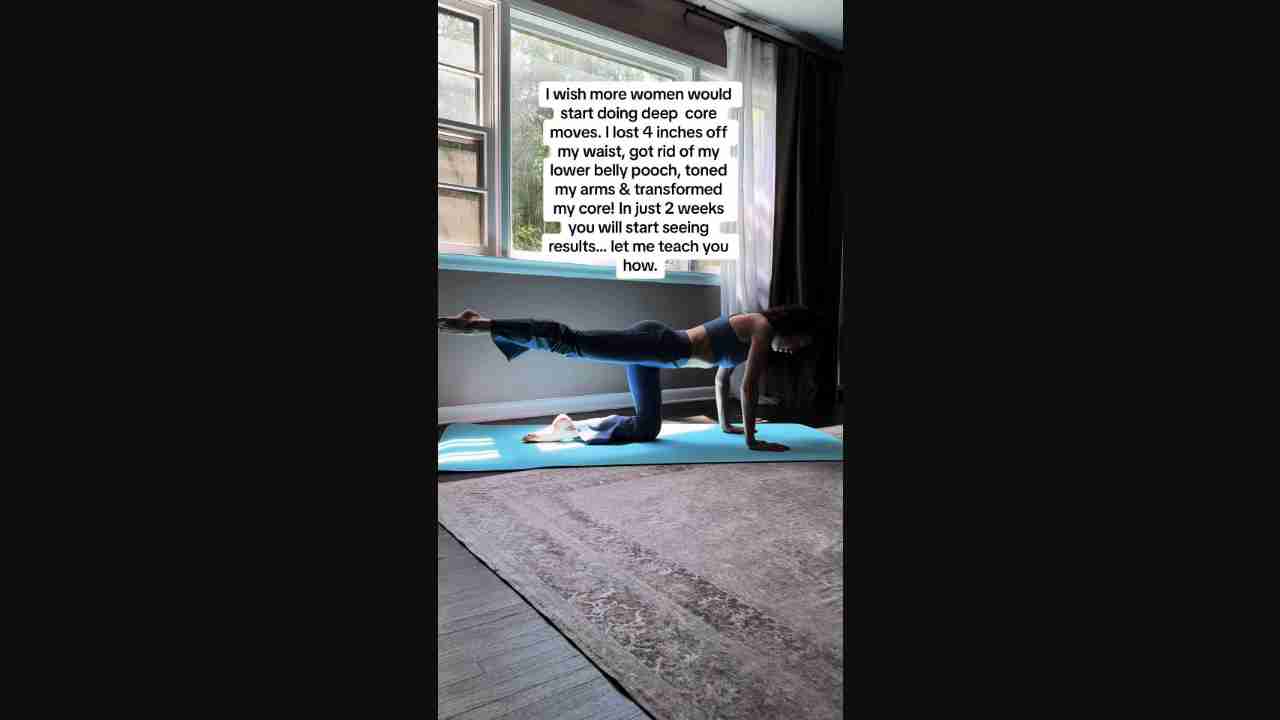 I wish more women would
start doing deep core
moves. I lost 4 inches off
my waist, got rid of my
lower belly pooch, toned
my arms & transformed
my core! In just 2 weeks
you will start seeing
results... let me teach you
how.